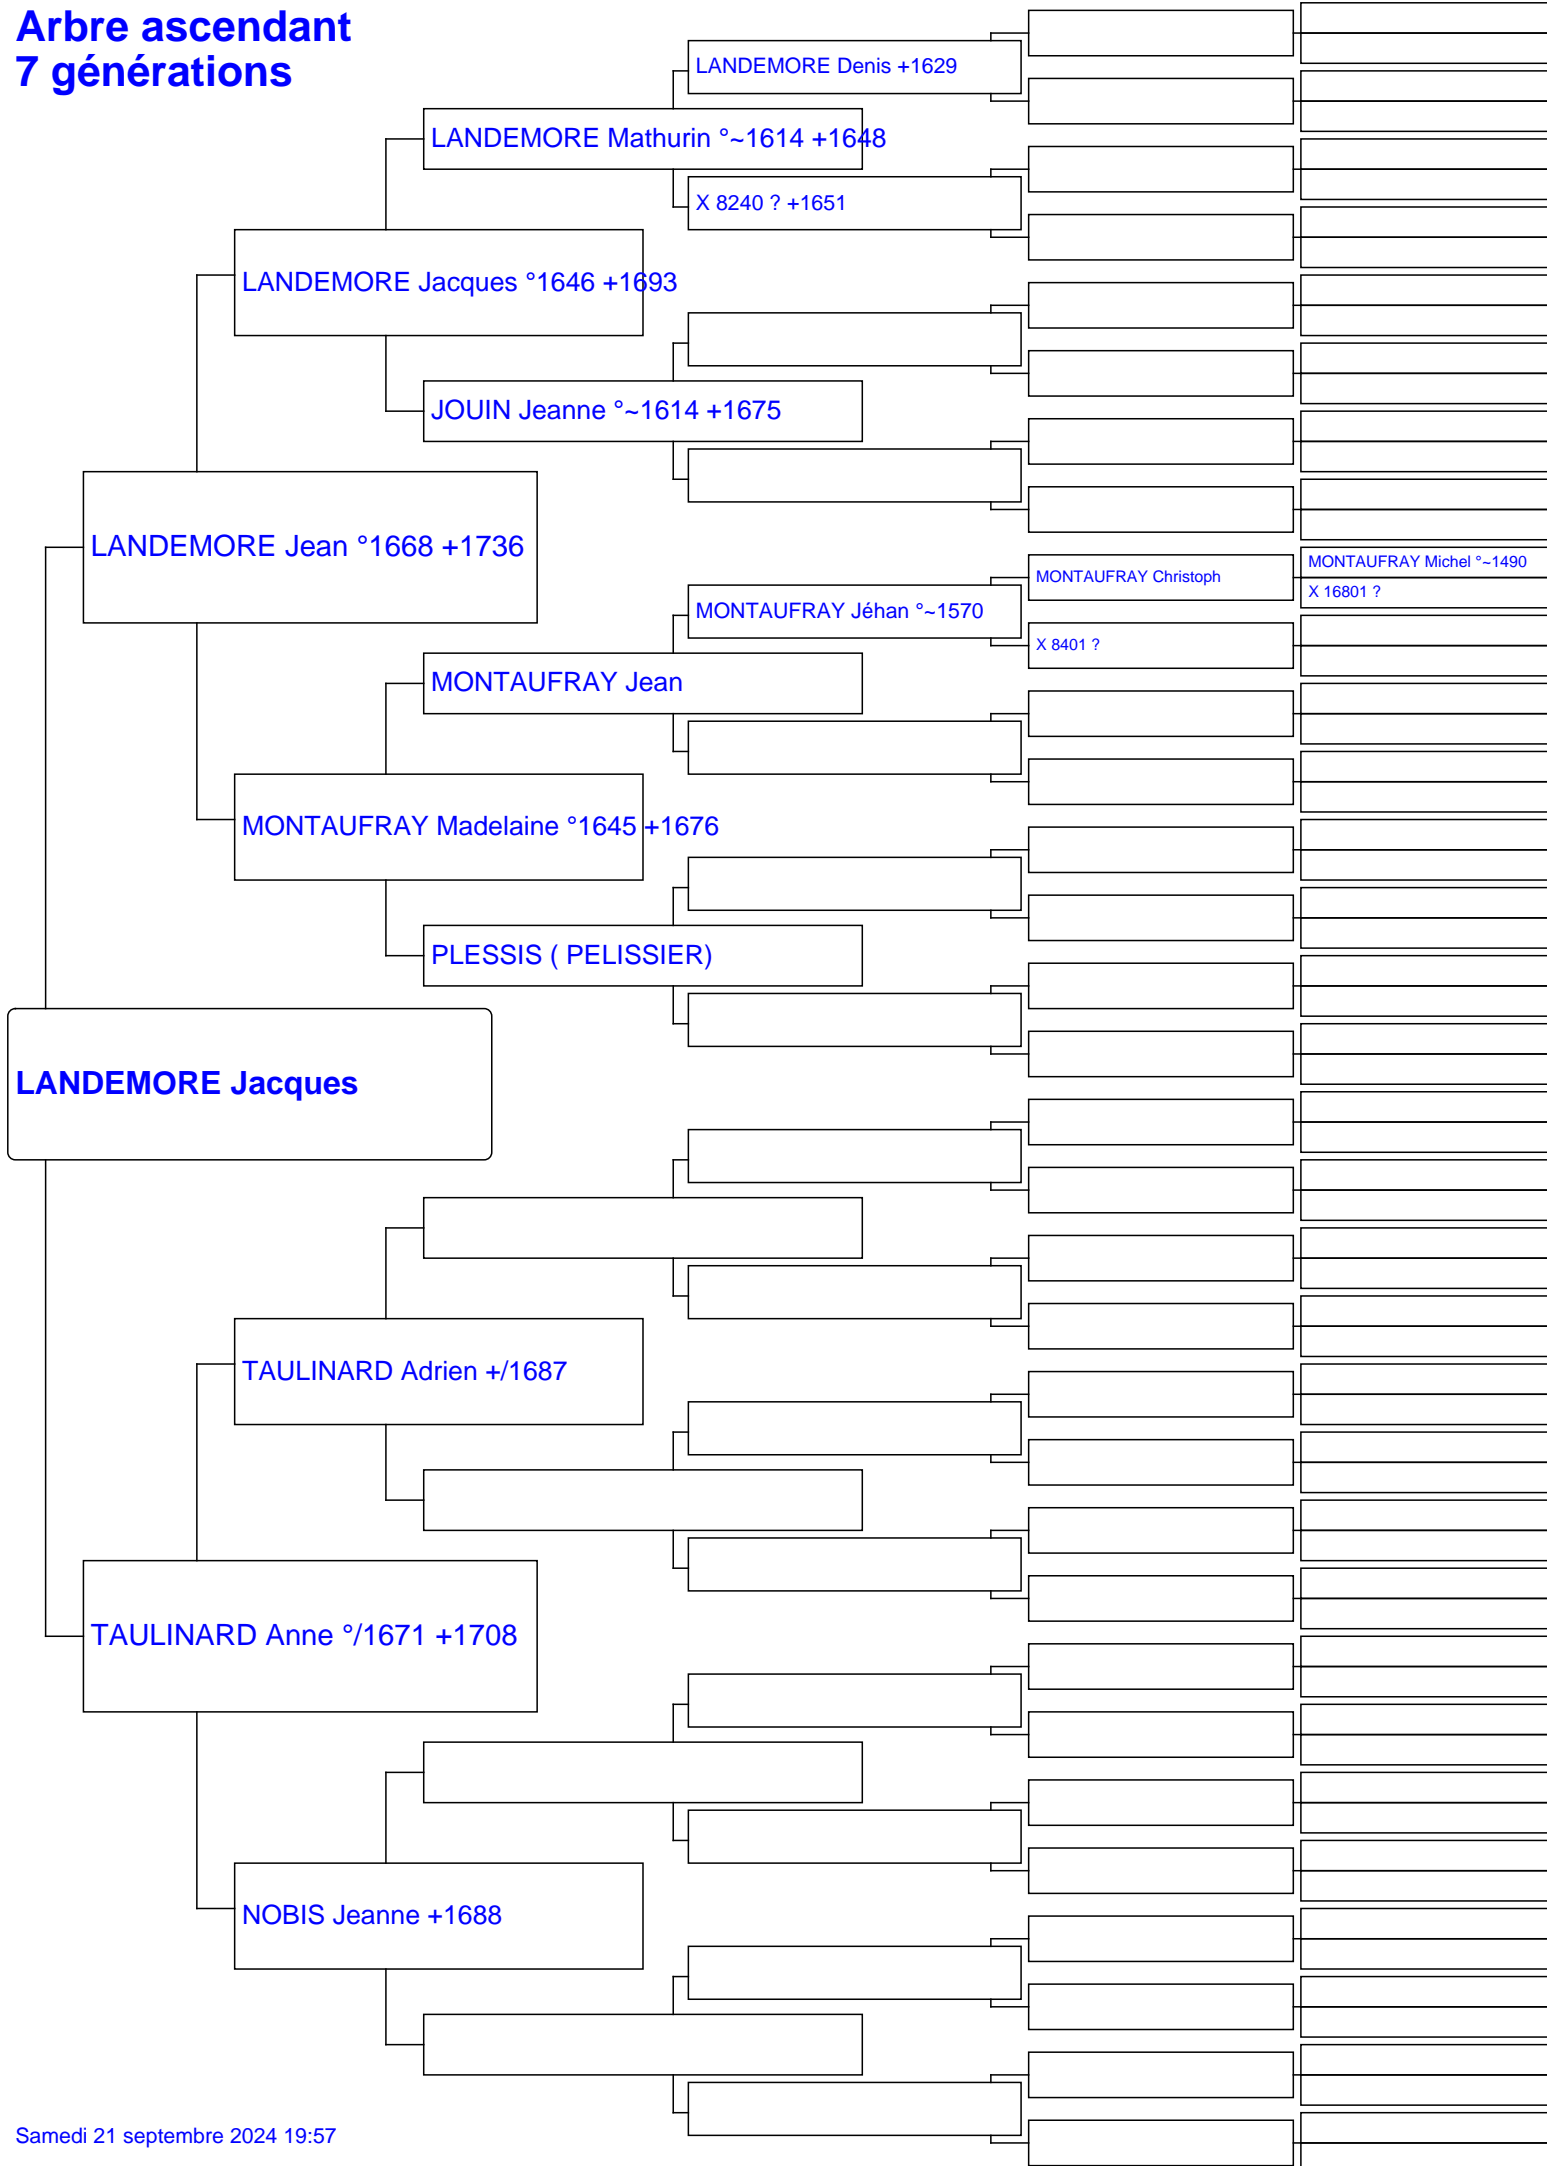 Arbre ascendant
7 générations
LANDEMORE Denis +1629
LANDEMORE Mathurin °~1614 +1648
X 8240 ? +1651
LANDEMORE Jacques °1646 +1693
JOUIN Jeanne °~1614 +1675
LANDEMORE Jean °1668 +1736
MONTAUFRAY Michel °~1490
MONTAUFRAY Christoph
X 16801 ?
MONTAUFRAY Jéhan °~1570
X 8401 ?
MONTAUFRAY Jean
MONTAUFRAY Madelaine °1645 +1676
PLESSIS ( PELISSIER)
LANDEMORE Jacques
TAULINARD Adrien +/1687
TAULINARD Anne °/1671 +1708
NOBIS Jeanne +1688
Samedi 21 septembre 2024 19:57